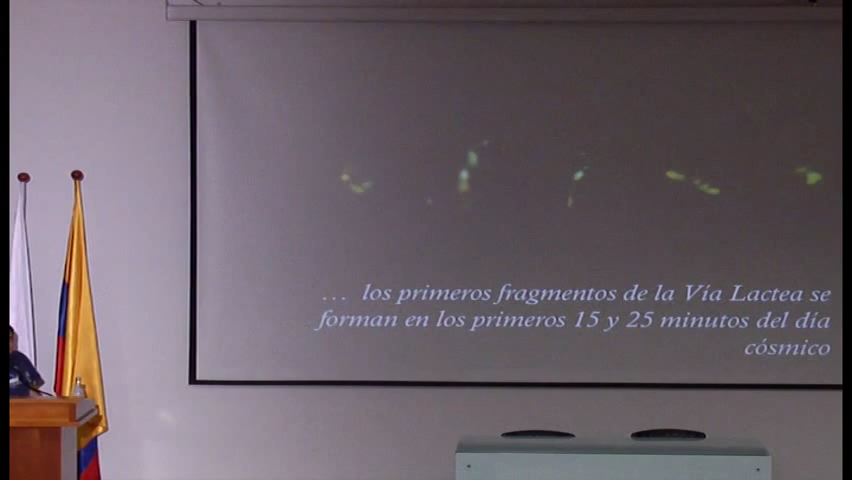 ... los primeros fragmentos de la Vía Lactea se
forman en los primeros 15 y 25 minutos del día
cósmico